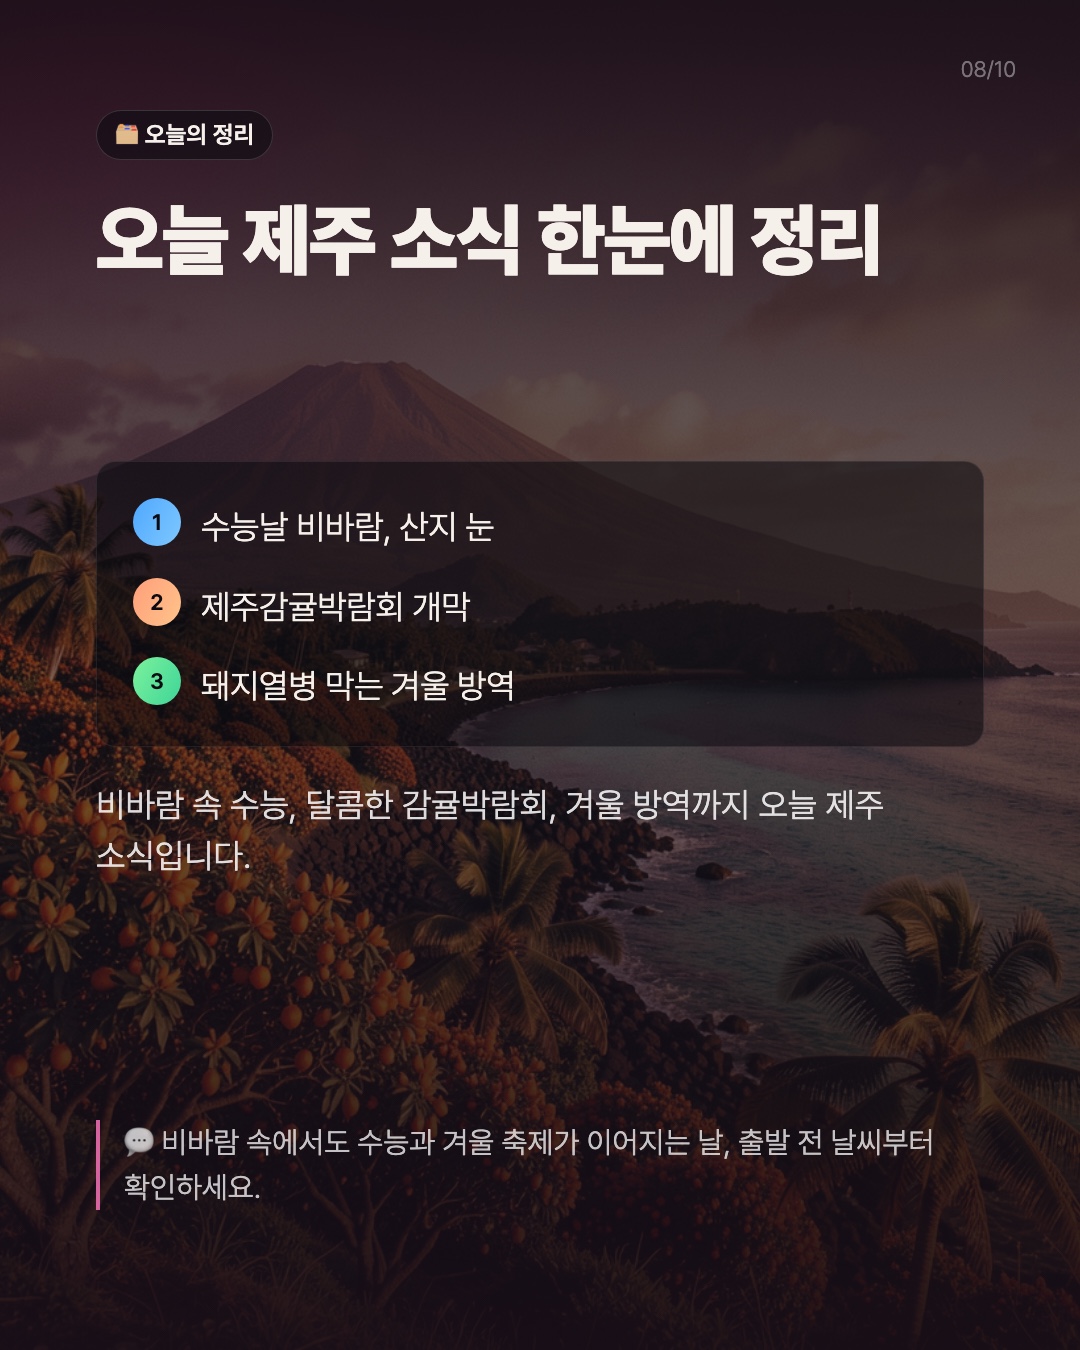 08/10
오늘의 정리
오늘 제주 소식 한눈에 정리
1 수능날 비바람, 산지 눈
2 제주감귤박람회 개막
3 돼지열병 막는 겨울 방역
비바람 속 수능, 달콤한 감귤박람회, 겨울 방역까지 오늘 제주
소식입니다.
비바람 속에서도 수능과 겨울 축제가 이어지는 날, 출발 전 날씨부터
확인하세요.